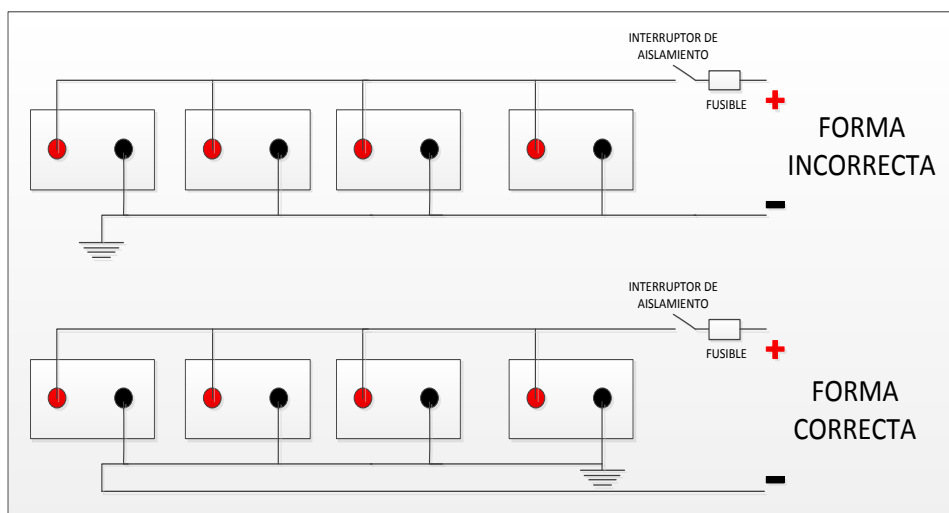 INTERRUPTOR DE
AISLAMIENTO
FUSIBLE
+
FORMA
INCORRECTA
-
INTERRUPTOR DE
AISLAMIENTO
FUSIBLE
+
FORMA
CORRECTA
-